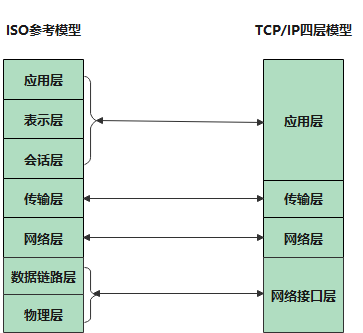 ISO参考模型
TCP/IP四层模型
应用层
表示层
会话层
传输层
网络层
数据链路层
物理层
应用层
传输层
网络层
网络接口层